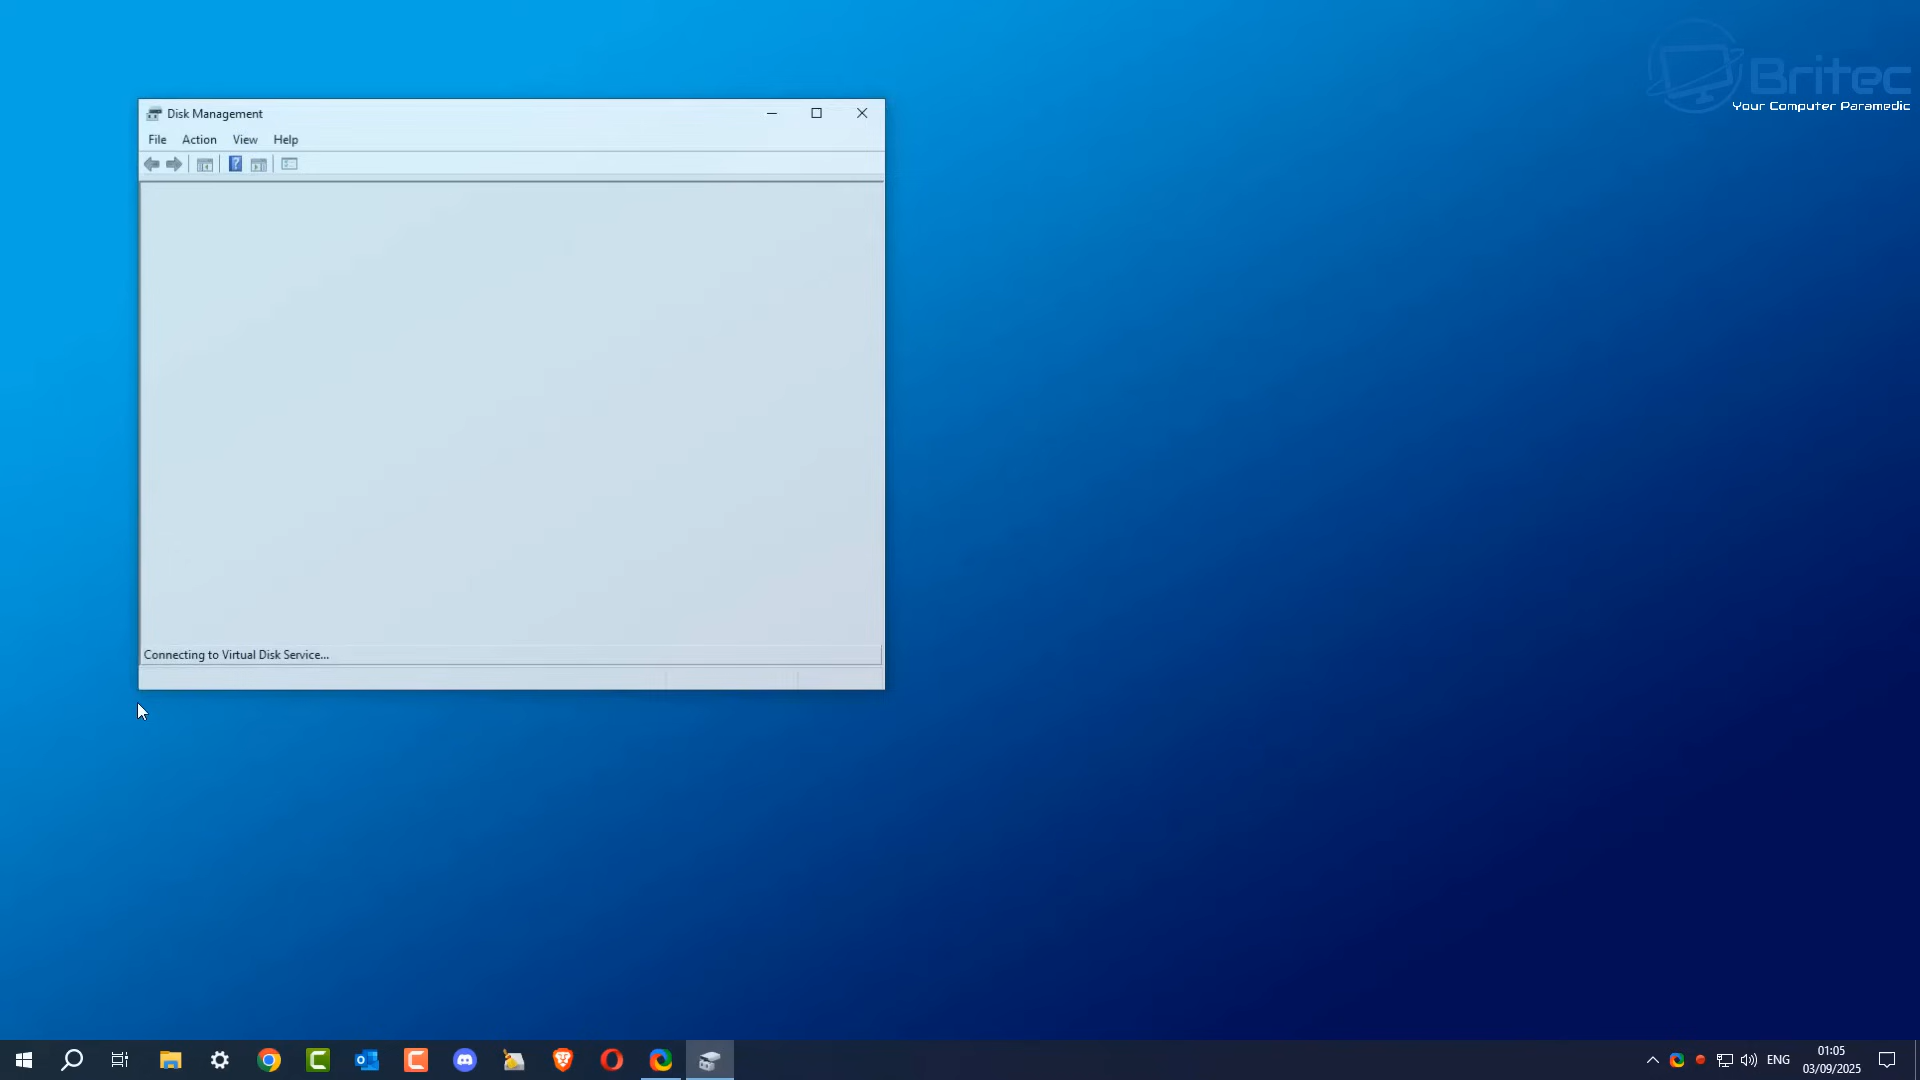 Britec
Your Computer Paramedic
Disk Management
File Action View Help
Connecting to Virtual Disk Service...
ENG
01:05
03/09/2025